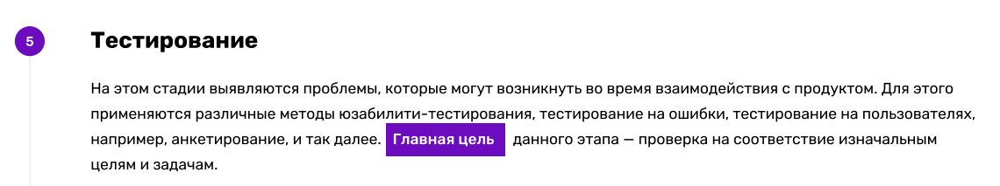 5
Тестирование
На этом стадии выявляются проблемы, которые могут возникнуть во время взаимодействия с продуктом. Для этого
применяются различные методы юзабилити-тестирования, тестирование на ошибки, тестирование на пользователях,
например, анкетирование, и так далее. Главная цель данного этапа — проверка на соответствие изначальным
целям и задачам.